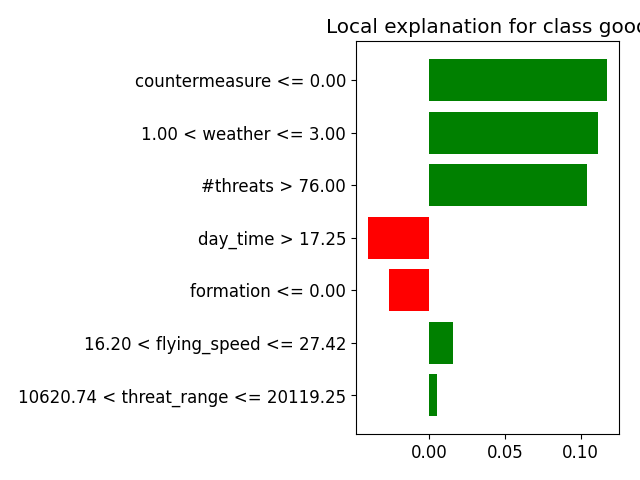 Local explanation for class good
countermeasure <= 0.00
1.00 < weather <= 3.00
#threats > 76.00
day_time > 17.25
formation <= 0.00
16.20 < flying_speed <= 27.42
10620.74 < threat_range <= 20119.25
0.00 0.05 0.10